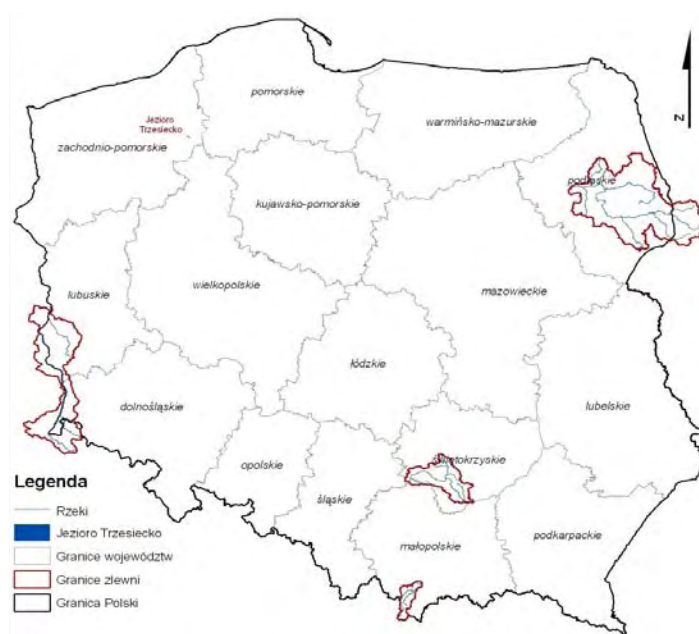 pomorskie
warmińsko-mazurskie
Jezioro
Trzesiecko
zachodnio-pomorskie
podlaskie
kujawsko-pomorskie
N
lubuskie
wielkopolskie
mazowieckie
łódzkie
dolnośląskie
lubelskie
opolskie
świętokrzyskie
śląskie
podkarpackie
małopolskie
Legenda
Rzeki
Jezioro Trzesiecko
Granice województw
Granice zlewni
Granica Polski